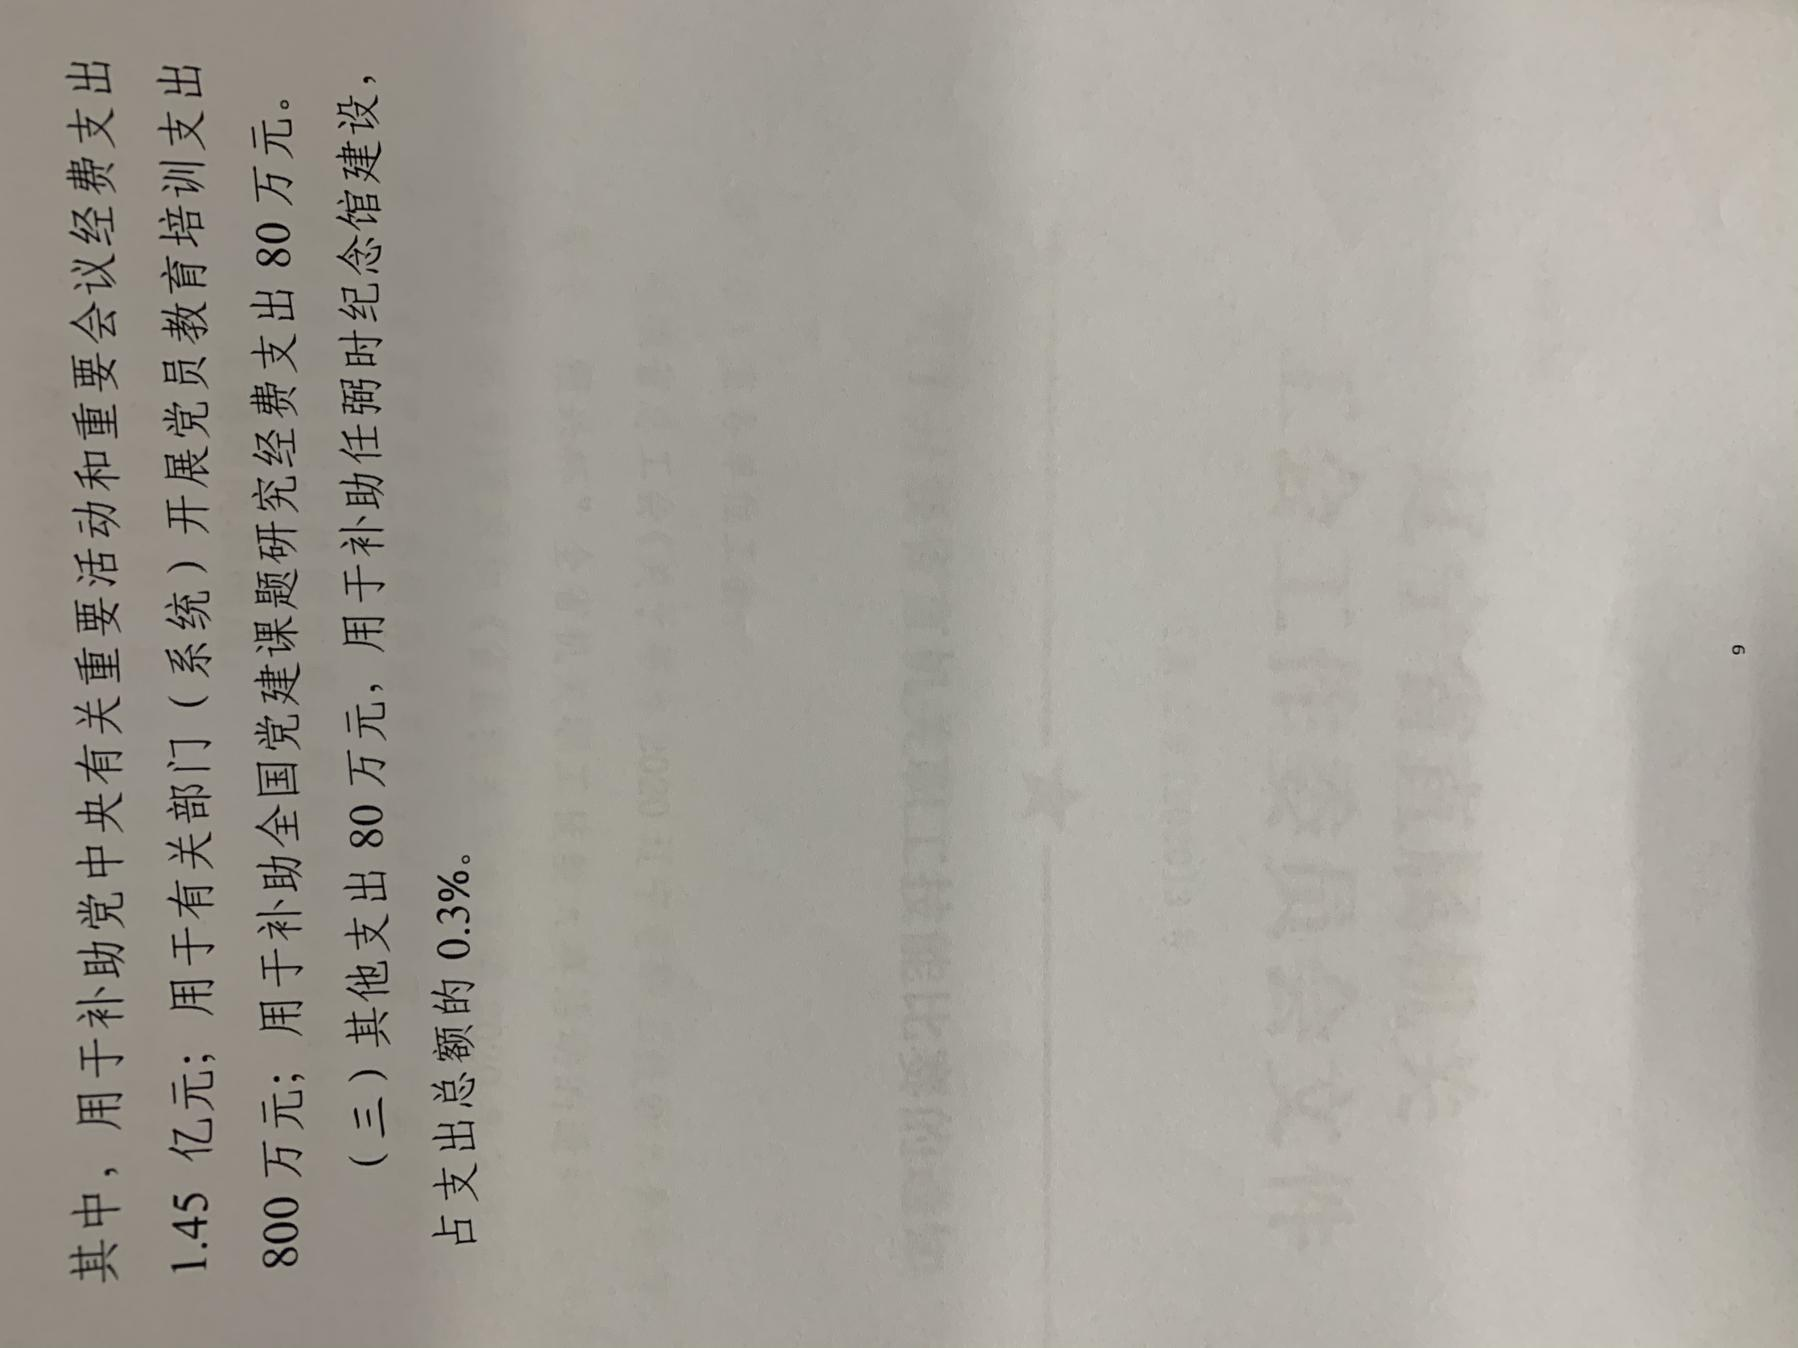 其中，用于补助党中央有关重要活动和重要会议经费支出
1.45 亿元；用于有关部门（系统）开展党员教育培训支出
800 万元；用于补助全国党建课题研究经费支出 80 万元。
（三）其他支出 80 万元，用于补助任弼时纪念馆建设，
占支出总额的 0.3%。
9